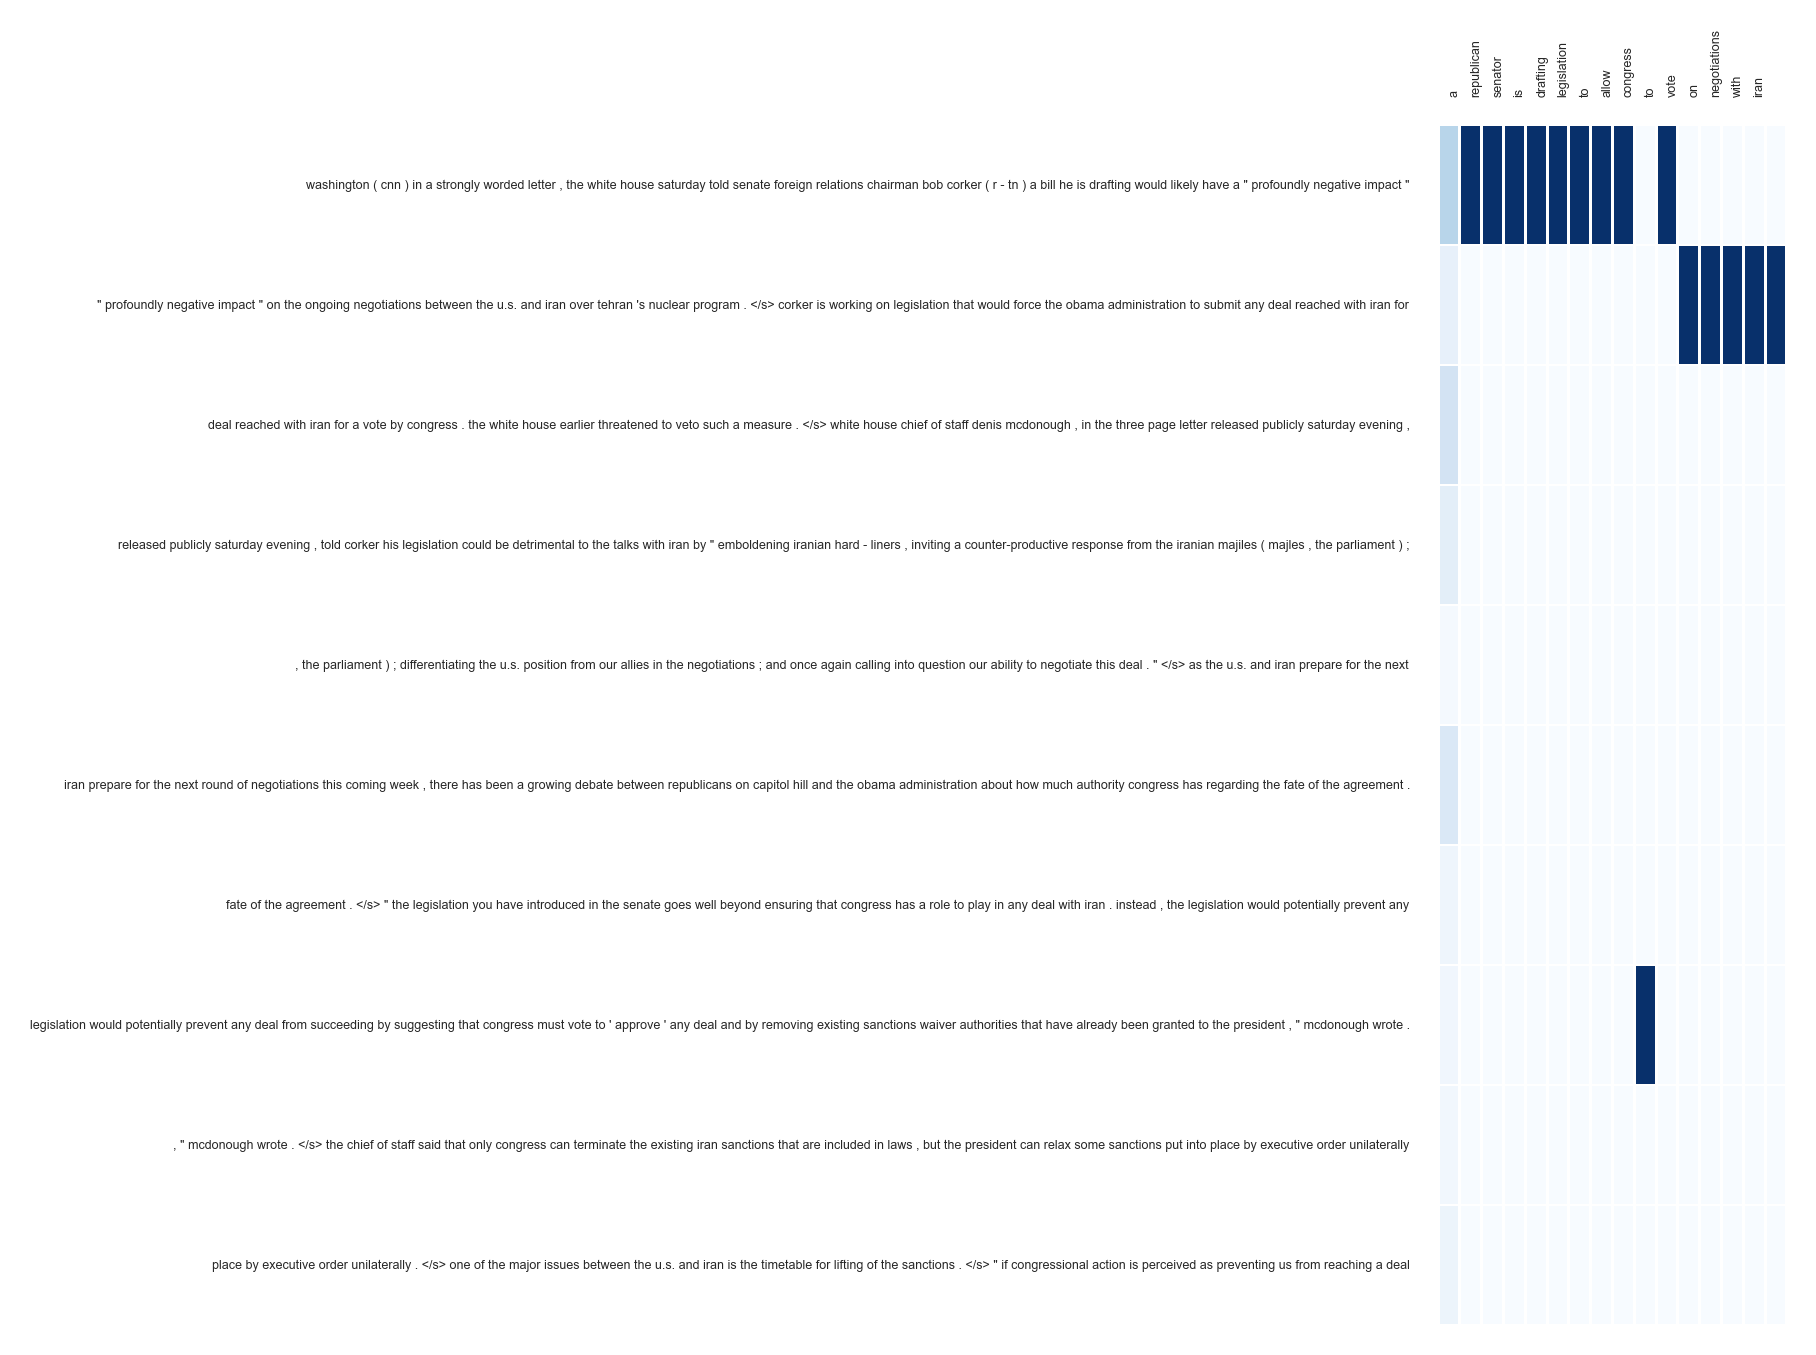 a
republican
senator
is
drafting
legislation
to
allow
congress
to
vote
on
negotiations
with
iran
washington ( cnn ) in a strongly worded letter , the white house saturday told senate foreign relations chairman bob corker ( r - tn ) a bill he is drafting would likely have a " profoundly negative impact "
" profoundly negative impact " on the ongoing negotiations between the u.s. and iran over tehran 's nuclear program . </s> corker is working on legislation that would force the obama administration to submit any deal reached with iran for
deal reached with iran for a vote by congress . the white house earlier threatened to veto such a measure . </s> white house chief of staff denis mcdonough , in the three page letter released publicly saturday evening ,
released publicly saturday evening , told corker his legislation could be detrimental to the talks with iran by " emboldening iranian hard - liners , inviting a counter-productive response from the iranian majiles ( majles , the parliament ) ;
, the parliament ) ; differentiating the u.s. position from our allies in the negotiations ; and once again calling into question our ability to negotiate this deal . " </s> as the u.s. and iran prepare for the next
iran prepare for the next round of negotiations this coming week , there has been a growing debate between republicans on capitol hill and the obama administration about how much authority congress has regarding the fate of the agreement .
fate of the agreement . </s> " the legislation you have introduced in the senate goes well beyond ensuring that congress has a role to play in any deal with iran . instead , the legislation would potentially prevent any
legislation would potentially prevent any deal from succeeding by suggesting that congress must vote to ' approve ' any deal and by removing existing sanctions waiver authorities that have already been granted to the president , " mcdonough wrote .
, " mcdonough wrote . </s> the chief of staff said that only congress can terminate the existing iran sanctions that are included in laws , but the president can relax some sanctions put into place by executive order unilaterally
place by executive order unilaterally . </s> one of the major issues between the u.s. and iran is the timetable for lifting of the sanctions . </s> " if congressional action is perceived as preventing us from reaching a deal